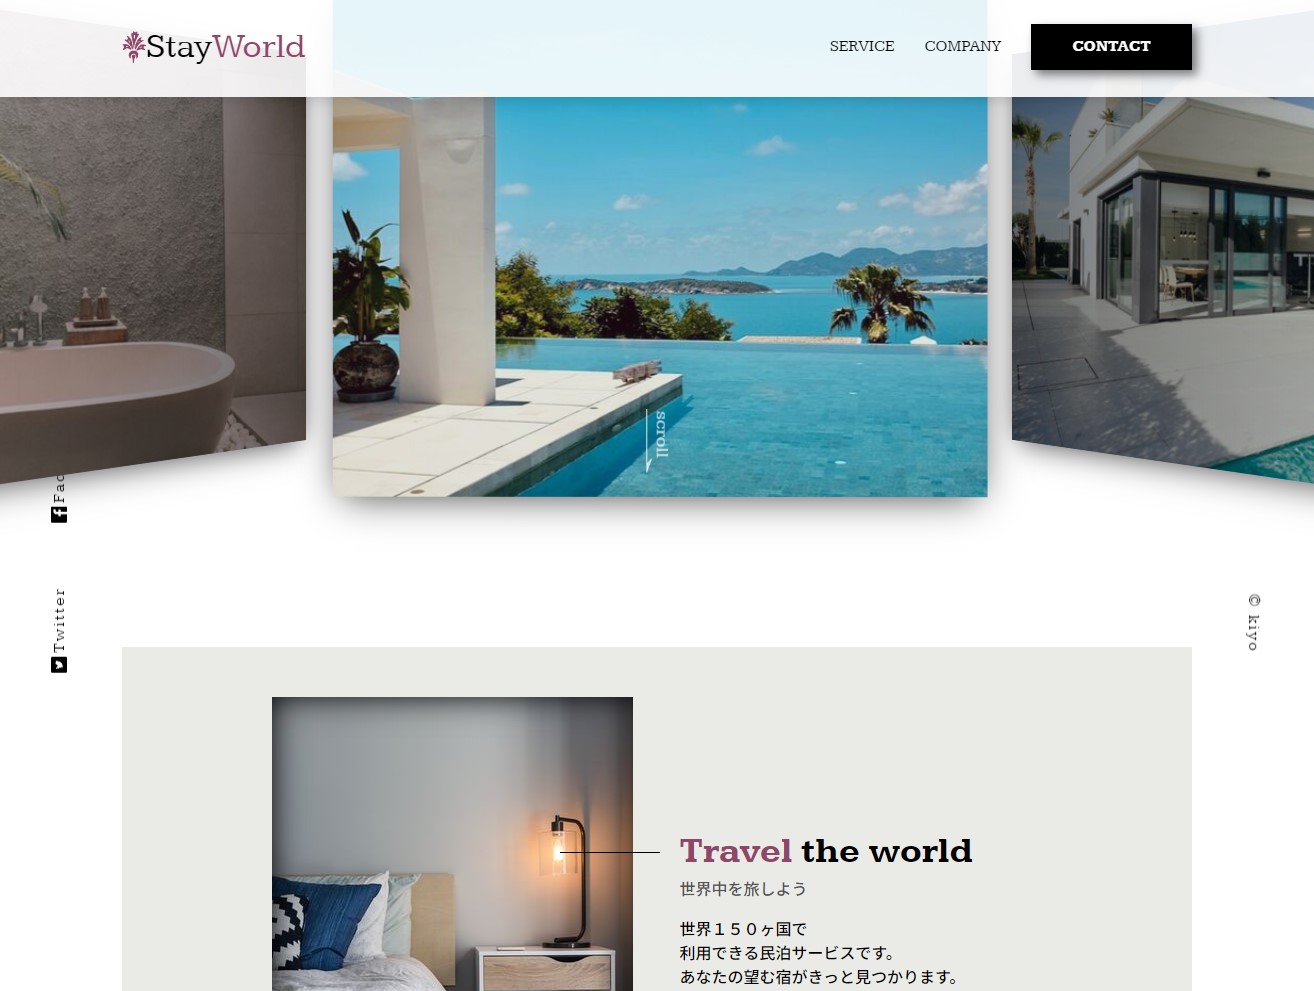 StayWorld
SERVICE
COMPANY
CONTACT
scroll
Twitter
© kiyo
Travel the world
世界中を旅しよう
世界１５０ヶ国で
利用できる民泊サービスです。
あなたの望む宿がきっと見つかります。